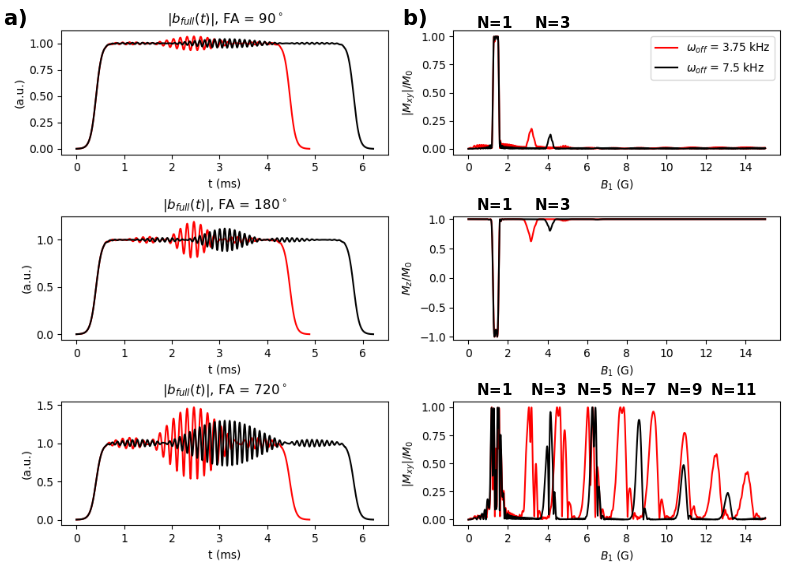 a)
|b_full(t)|, FA = 90°
1.00
0.75
0.50
0.25
0.00
(a.u.)
0 1 2 3 4 5 6
t (ms)
|b_full(t)|, FA = 180°
1.0
0.5
0.0
(a.u.)
0 1 2 3 4 5 6
t (ms)
|b_full(t)|, FA = 720°
1.5
1.0
0.5
0.0
(a.u.)
0 1 2 3 4 5 6
t (ms)
b)
N=1 N=3
1.00
0.75
0.50
0.25
0.00
|M_xy|/M_0
ω_off = 3.75 kHz
ω_off = 7.5 kHz
0 2 4 6 8 10 12 14
B_1 (G)
N=1 N=3
1.0
0.5
0.0
−0.5
−1.0
M_z/M_0
0 2 4 6 8 10 12 14
B_1 (G)
N=1 N=3 N=5 N=7 N=9 N=11
1.00
0.75
0.50
0.25
0.00
|M_xy|/M_0
0 2 4 6 8 10 12 14
B_1 (G)